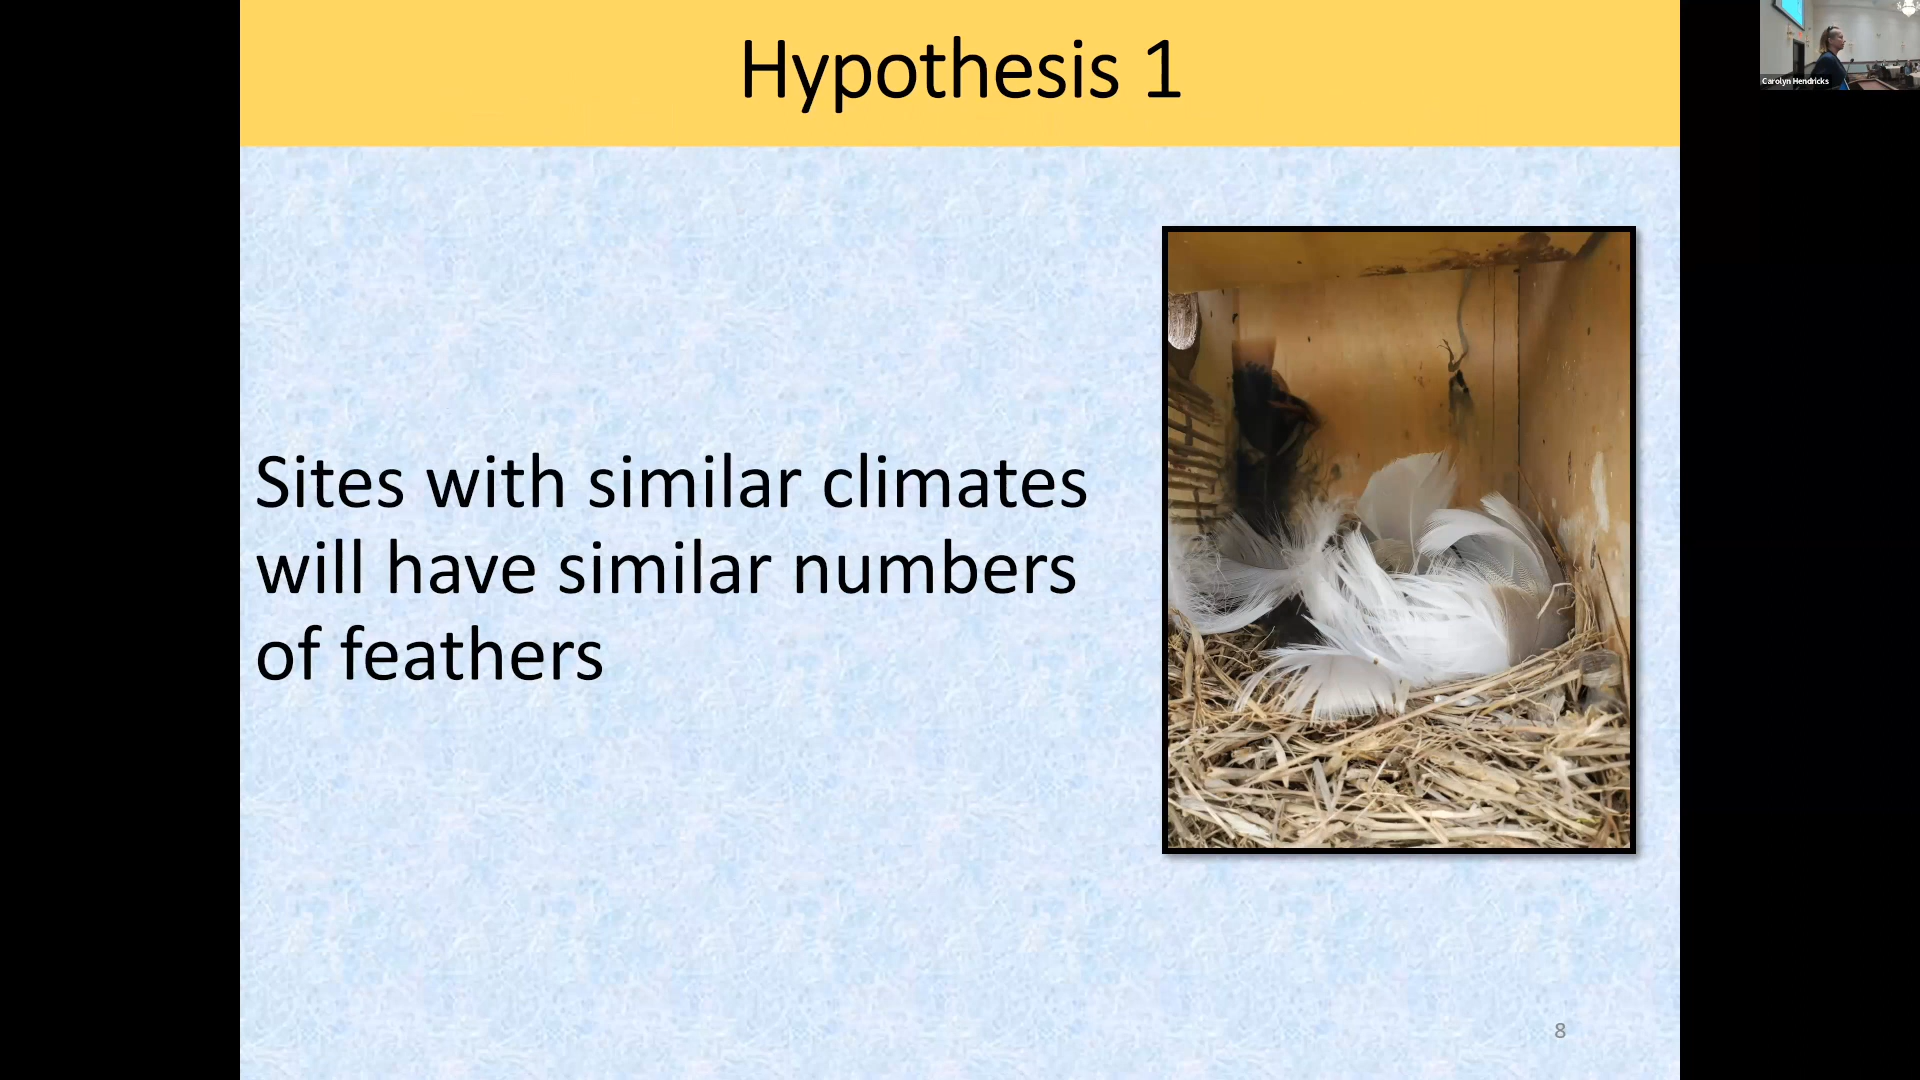 Hypothesis 1
Carolyn Hendricks
Sites with similar climates
will have similar numbers
of feathers
8